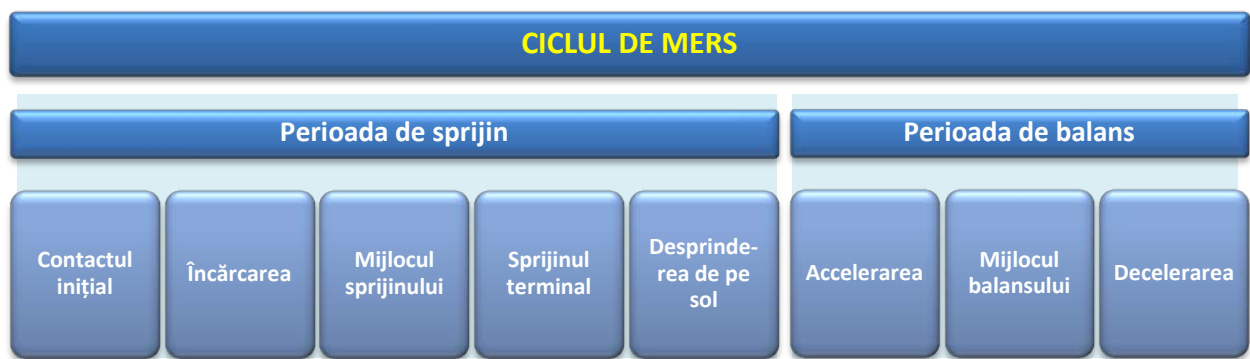 CICLUL DE MERS
Perioada de sprijin
Perioada de balans
Contactul
inițial
Încărcarea
Mijlocul
sprijinului
Sprijinul
terminal
Desprinde-
rea de pe
sol
Accelerarea
Mijlocul
balansului
Decelerarea